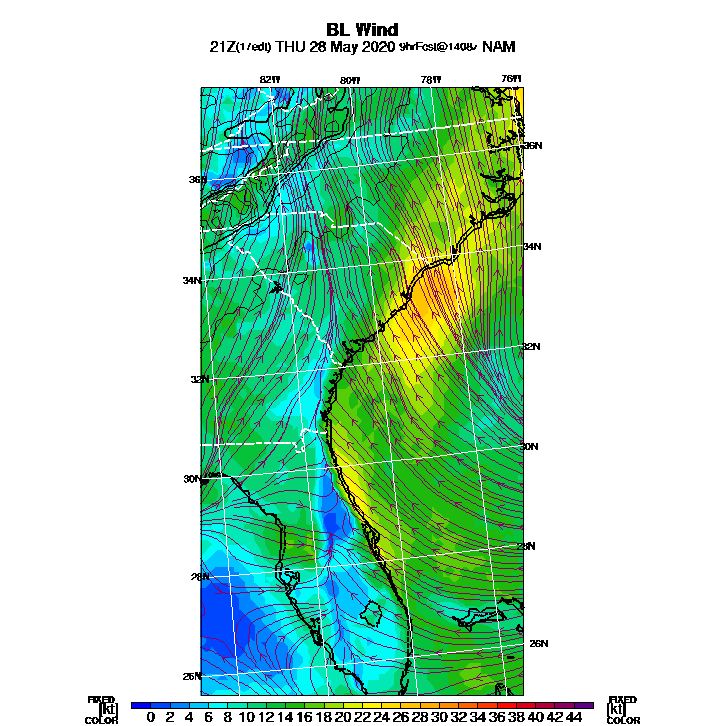 BL Wind
21Z(17edt) THU 28 May 2020 9hrFcst@1408z NAM
82W 80W 78W 76W
36N
36N
34N
34N
32N
32N
30N
30N
28N
28N
26N
26N
FIXED FIXED
[kt] 0 2 4 6 8 10 12 14 16 18 20 22 24 26 28 30 32 34 36 38 40 42 44 [kt]
COLOR COLOR